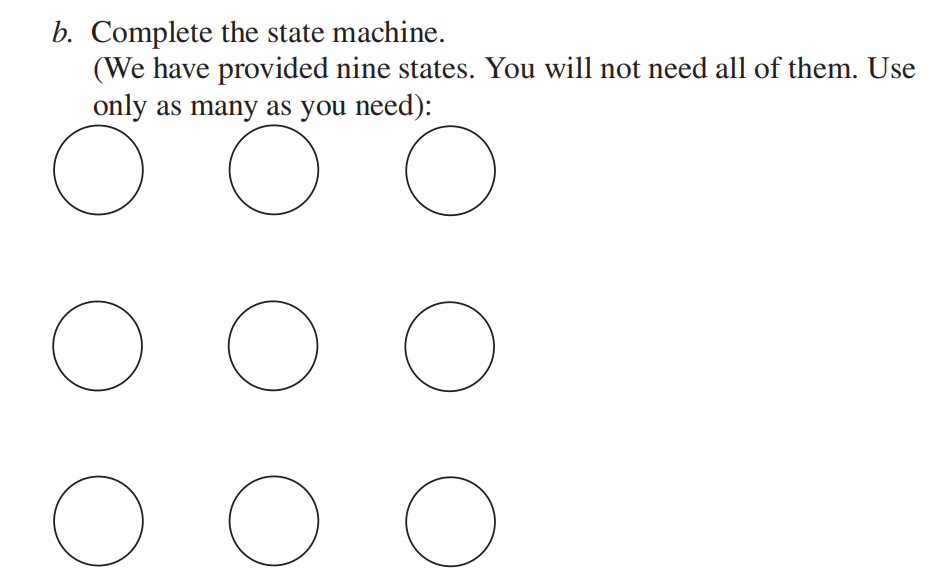 b. Complete the state machine.
(We have provided nine states. You will not need all of them. Use
only as many as you need):